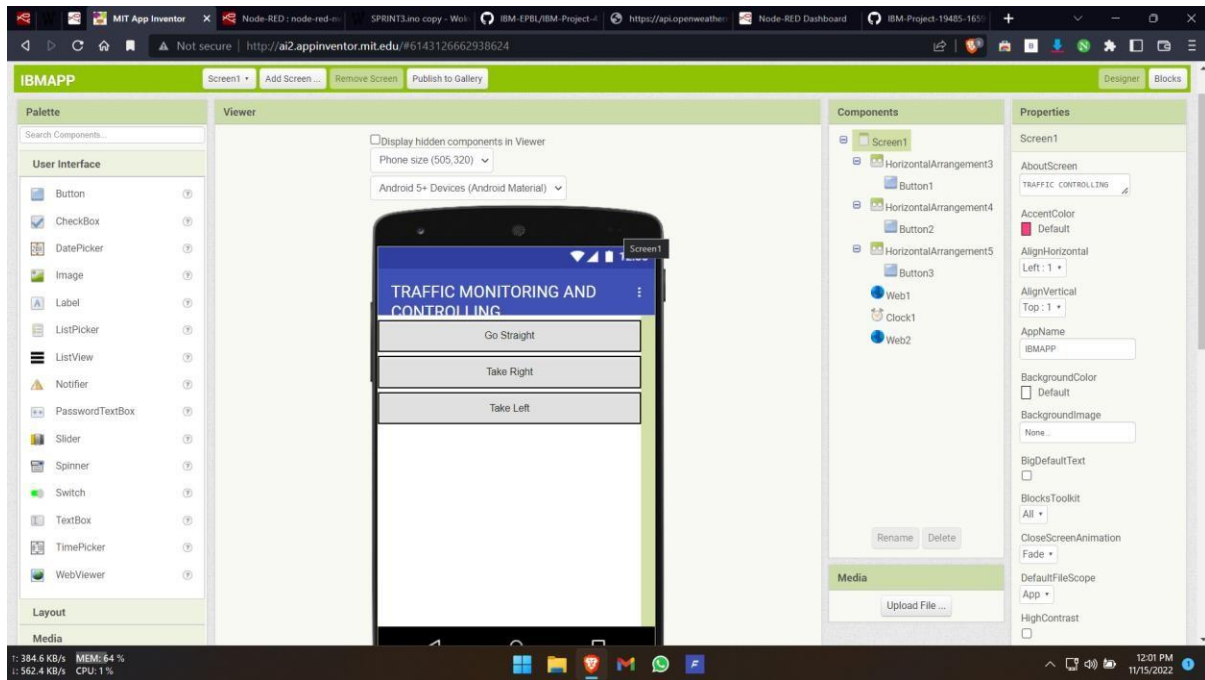 MIT App Inventor
Node-RED : node-red-n
SPRINT3.ino copy - Wok
IBM-EPBL/IBM-Project-4
https://api.openweather
Node-RED Dashboard
IBM-Project-19485-165
Not secure
http://ai2.appinventor.mit.edu/#6143126662938624
IBMAPP
Screen1
Add Screen ...
Remove Screen
Publish to Gallery
Designer
Blocks
Palette
Search Components...
User Interface
Button
CheckBox
DatePicker
Image
Label
ListPicker
ListView
Notifier
PasswordTextBox
Slider
Spinner
Switch
TextBox
TimePicker
WebViewer
Layout
Media
Viewer
Display hidden components in Viewer
Phone size (505,320)
Android 5+ Devices (Android Material)
Screen1
TRAFFIC MONITORING AND
CONTROLLING
Go Straight
Take Right
Take Left
Components
Screen1
HorizontalArrangement3
Button1
HorizontalArrangement4
Button2
HorizontalArrangement5
Button3
Web1
Clock1
Web2
Rename
Delete
Media
Upload File ...
Properties
Screen1
AboutScreen
TRAFFIC CONTROLLING
AccentColor
Default
AlignHorizontal
Left : 1
AlignVertical
Top : 1
AppName
IBMAPP
BackgroundColor
Default
BackgroundImage
None...
BigDefaultText
BlocksToolkit
All
CloseScreenAnimation
Fade
DefaultFileScope
App
HighContrast
384.6 KB/s MEM: 64 %
562.4 KB/s CPU: 1 %
12:01 PM
11/15/2022